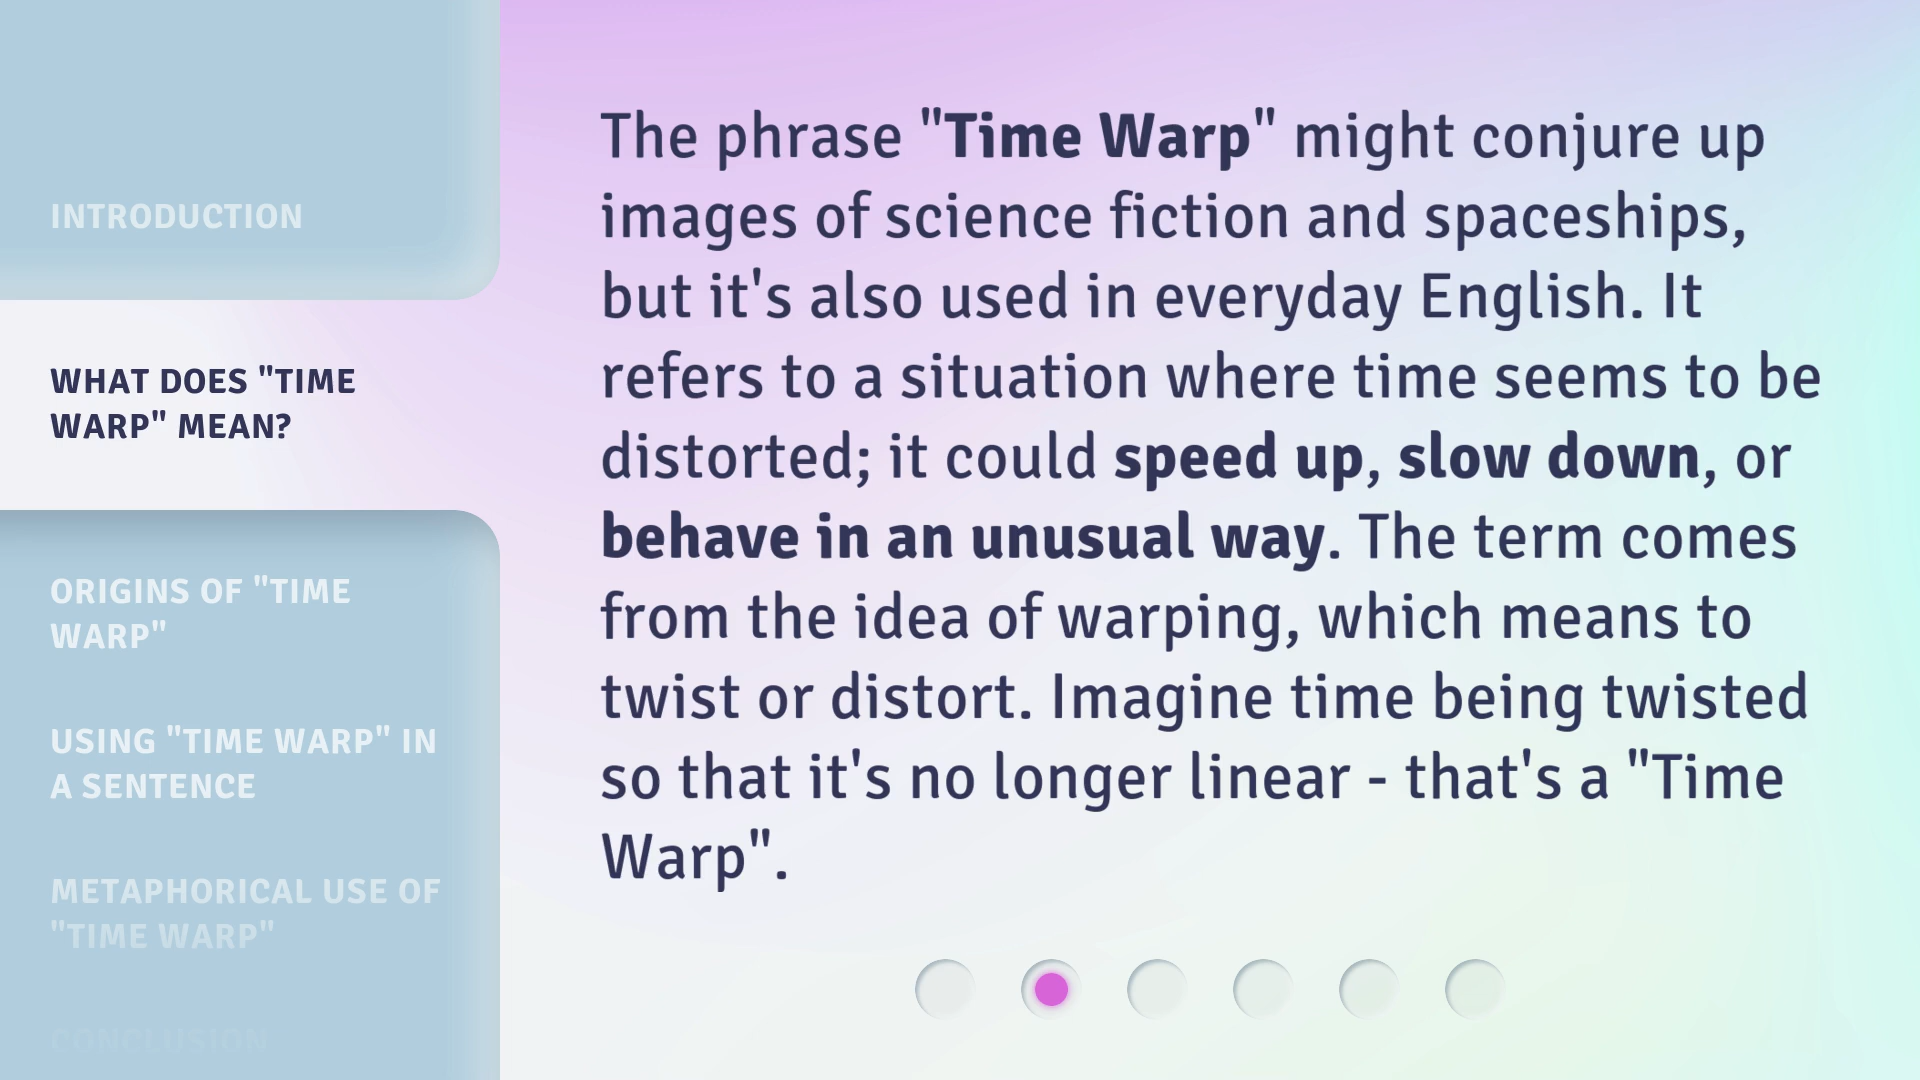 INTRODUCTION
WHAT DOES "TIME
WARP" MEAN?
ORIGINS OF "TIME
WARP"
USING "TIME WARP" IN
A SENTENCE
METAPHORICAL USE OF
"TIME WARP"
CONCLUSION
The phrase "Time Warp" might conjure up
images of science fiction and spaceships,
but it's also used in everyday English. It
refers to a situation where time seems to be
distorted; it could speed up, slow down, or
behave in an unusual way. The term comes
from the idea of warping, which means to
twist or distort. Imagine time being twisted
so that it's no longer linear - that's a "Time
Warp".